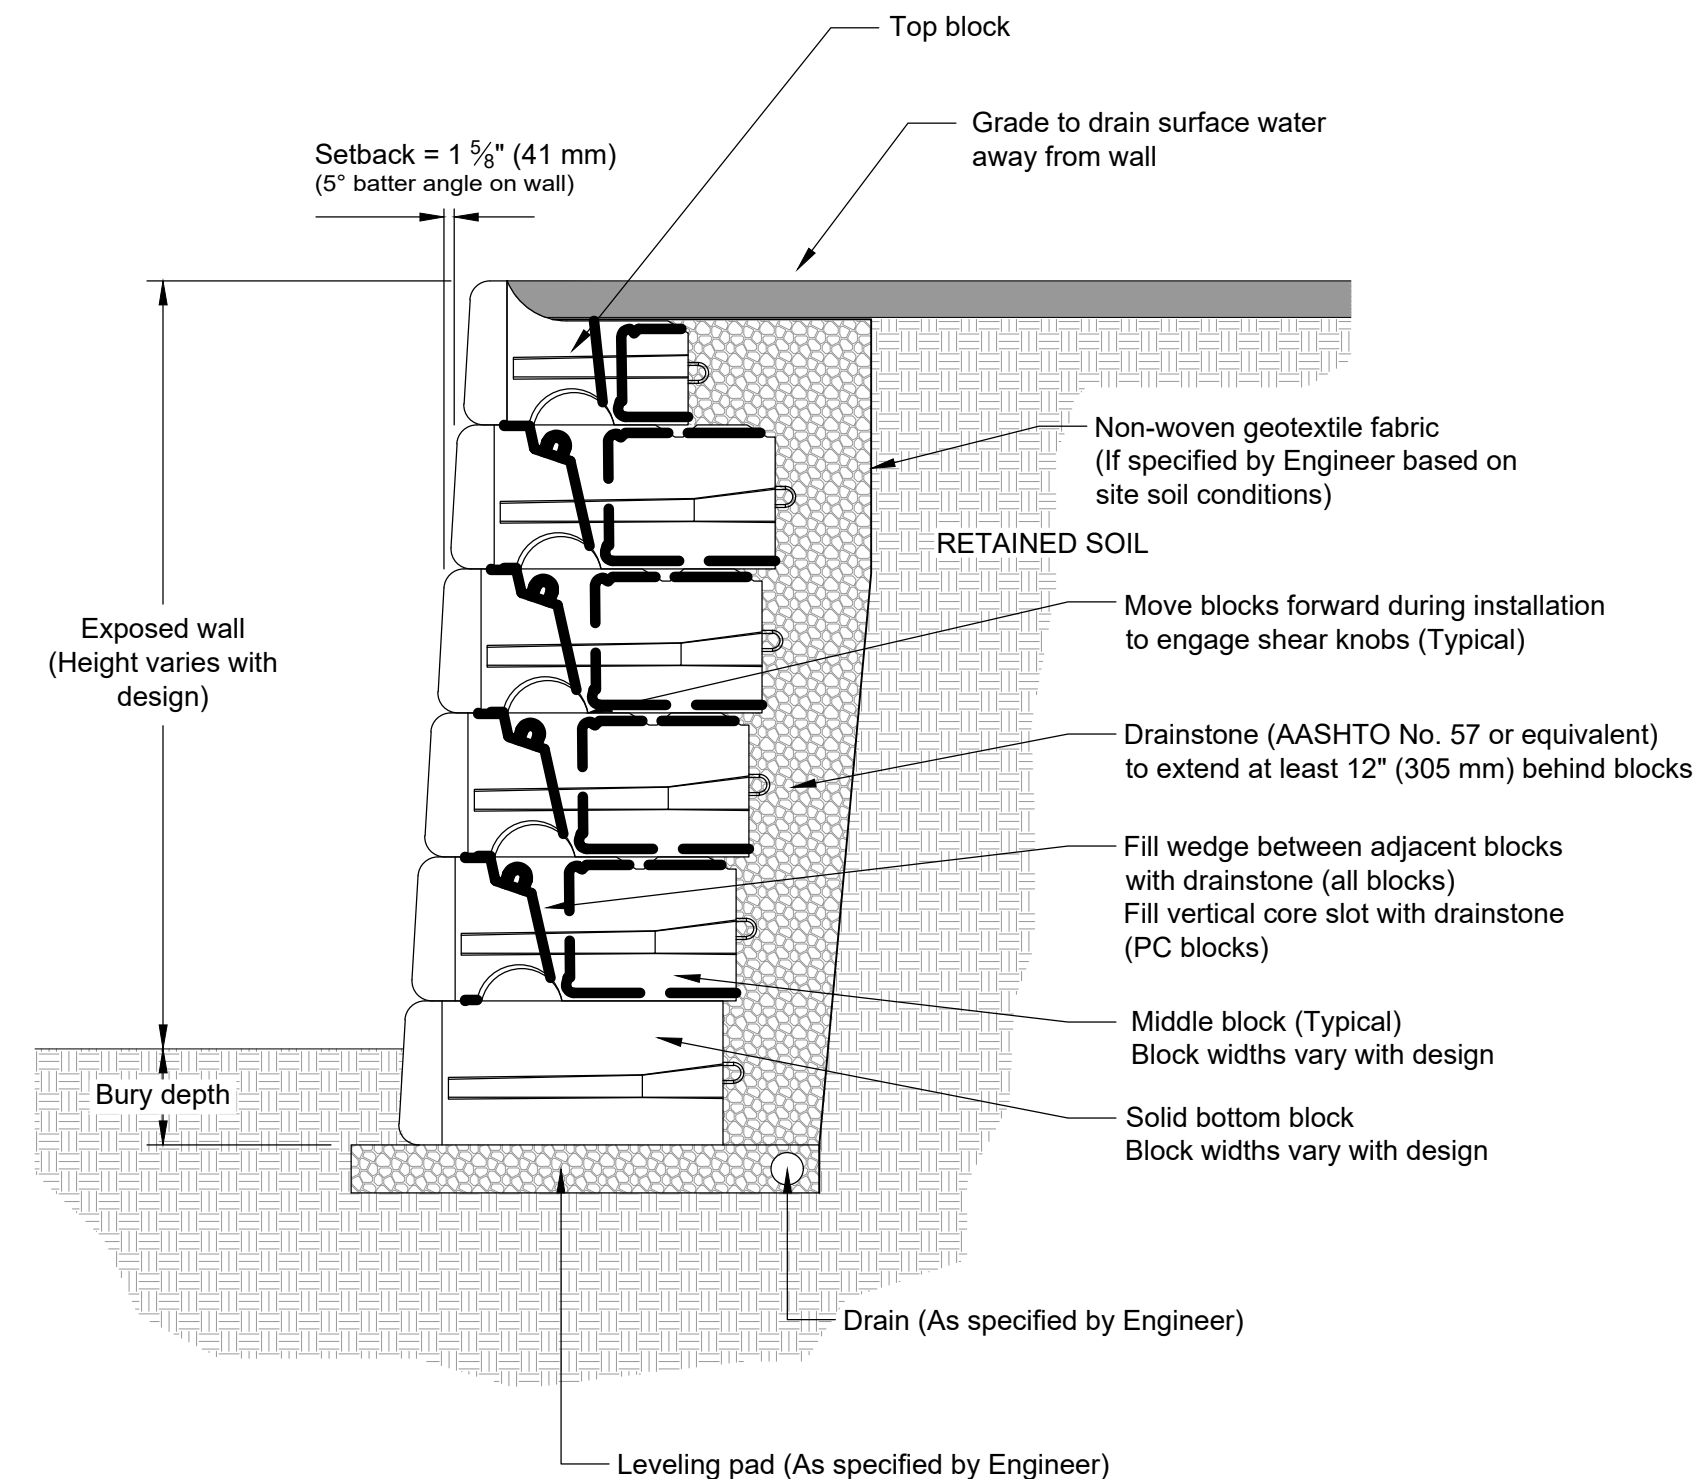 Top block
Grade to drain surface water
away from wall
Setback = 1 ⅝" (41 mm)
(5° batter angle on wall)
Non-woven geotextile fabric
(If specified by Engineer based on
site soil conditions)
RETAINED SOIL
Move blocks forward during installation
to engage shear knobs (Typical)
Exposed wall
(Height varies with
design)
Drainstone (AASHTO No. 57 or equivalent)
to extend at least 12" (305 mm) behind blocks
Fill wedge between adjacent blocks
with drainstone (all blocks)
Fill vertical core slot with drainstone
(PC blocks)
Middle block (Typical)
Block widths vary with design
Bury depth
Solid bottom block
Block widths vary with design
Drain (As specified by Engineer)
Leveling pad (As specified by Engineer)